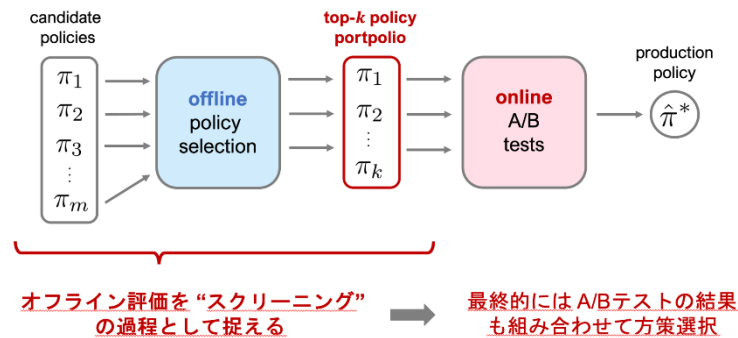 candidate
policies
π1
π2
π3
⋮
πm
offline
policy
selection
top-k policy
portpolio
π1
π2
⋮
πk
online
A/B
tests
production
policy
π̂*
オフライン評価を “スクリーニング”
の過程として捉える
最終的には A/Bテストの結果
も組み合わせて方策選択